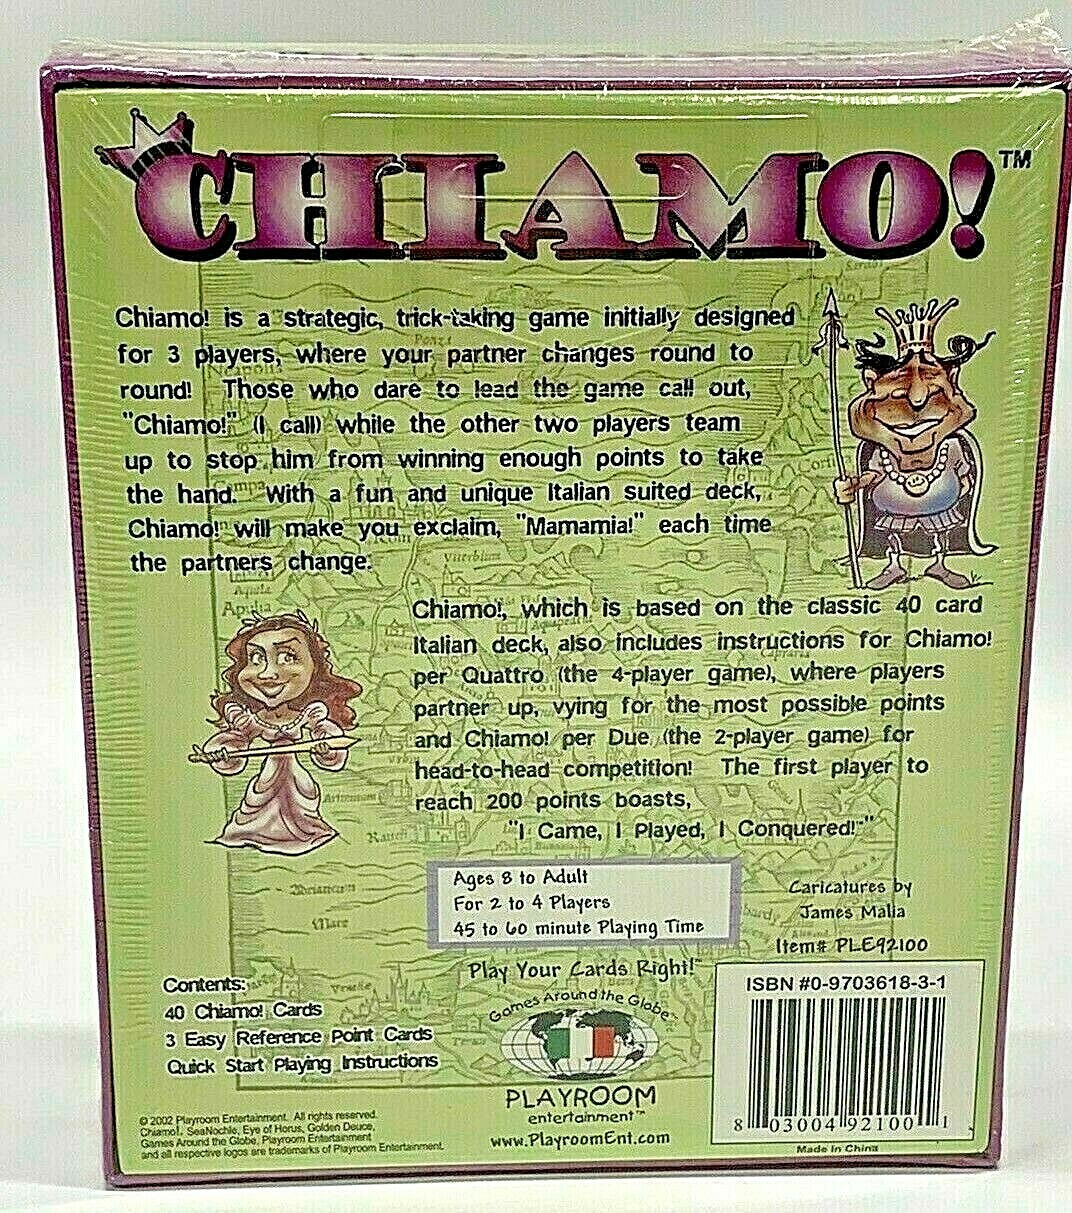 CHIAMO!™
Chiamo! is a strategic, trick-taking game initially designed
for 3 players, where your partner changes round to
round! Those who dare to lead the game call out,
"Chiamo!" (I call) while the other two players team
up to stop him from winning enough points to take
the hand. With a fun and unique Italian suited deck,
Chiamo! will make you exclaim, "Mamamia!" each time
the partners change.
Chiamo!, which is based on the classic 40 card
Italian deck, also includes instructions for Chiamo!
per Quattro (the 4-player game), where players
partner up, vying for the most possible points
and Chiamo! per Due (the 2-player game) for
head-to-head competition! The first player to
reach 200 points boasts,
"I Came, I Played, I Conquered!™"
Ages 8 to Adult
For 2 to 4 Players
45 to 60 minute Playing Time
Caricatures by
James Malia
Item# PLE92100
Play Your Cards Right!™
Contents:
40 Chiamo! Cards
3 Easy Reference Point Cards
Quick Start Playing Instructions
Games Around the Globe™
PLAYROOM
entertainment™
www.PlayroomEnt.com
ISBN #0-9703618-3-1
8 03004 92100 1
Made in China
© 2002 Playroom Entertainment. All rights reserved.
Chiamo!, SeaNochle, Eye of Horus, Golden Deuce,
Games Around the Globe, Playroom Entertainment
and all respective logos are trademarks of Playroom Entertainment.